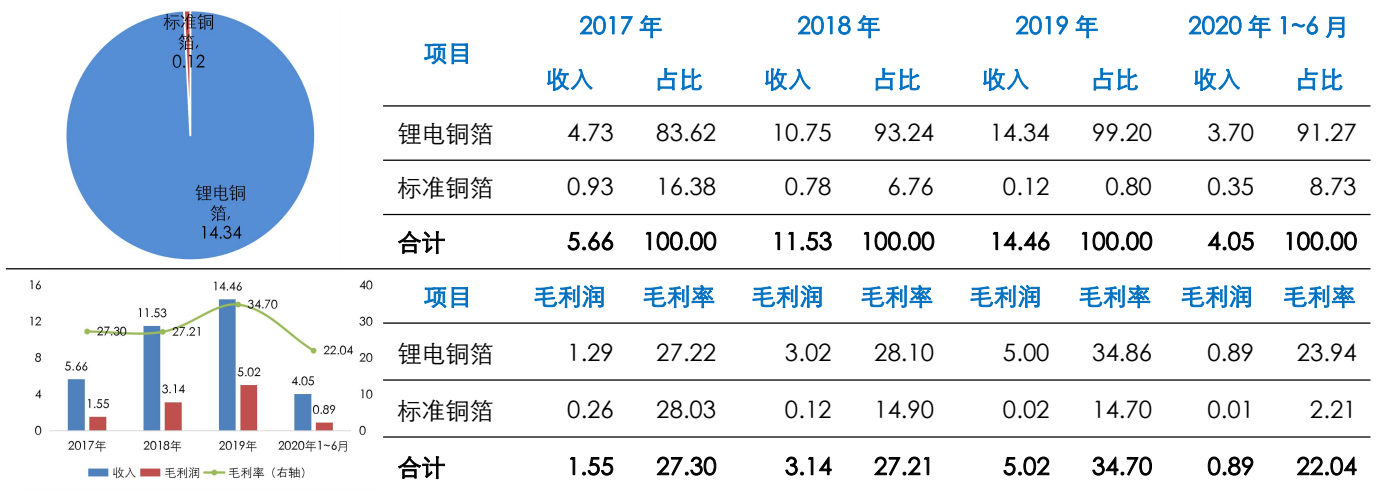 标准铜
箔,
0.12
锂电铜
箔,
14.34
项目 2017 年 2018 年 2019 年 2020 年 1~6 月
收入 占比 收入 占比 收入 占比 收入 占比
锂电铜箔 4.73 83.62 10.75 93.24 14.34 99.20 3.70 91.27
标准铜箔 0.93 16.38 0.78 6.76 0.12 0.80 0.35 8.73
合计 5.66 100.00 11.53 100.00 14.46 100.00 4.05 100.00
16 14.46 40
12 11.53 27.30 27.21 34.70 30
8 5.66 5.02 22.04 20
4 1.55 3.14 4.05 0.89 10
0 0
2017年 2018年 2019年 2020年1~6月
收入 毛利润 毛利率（右轴）
项目 毛利润 毛利率 毛利润 毛利率 毛利润 毛利率 毛利润 毛利率
锂电铜箔 1.29 27.22 3.02 28.10 5.00 34.86 0.89 23.94
标准铜箔 0.26 28.03 0.12 14.90 0.02 14.70 0.01 2.21
合计 1.55 27.30 3.14 27.21 5.02 34.70 0.89 22.04